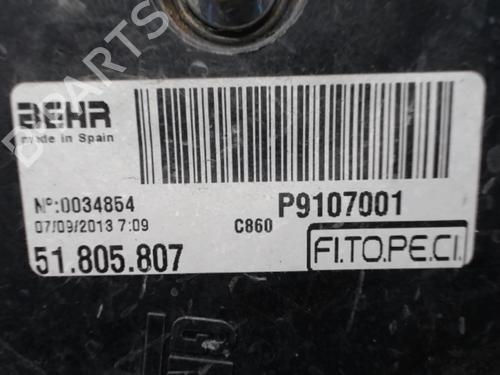 BEHR
made in Spain
Nº:0034854
07/09/2013 7:09
C860
P9107001
51.805.807
FI.TO.PE.CI.